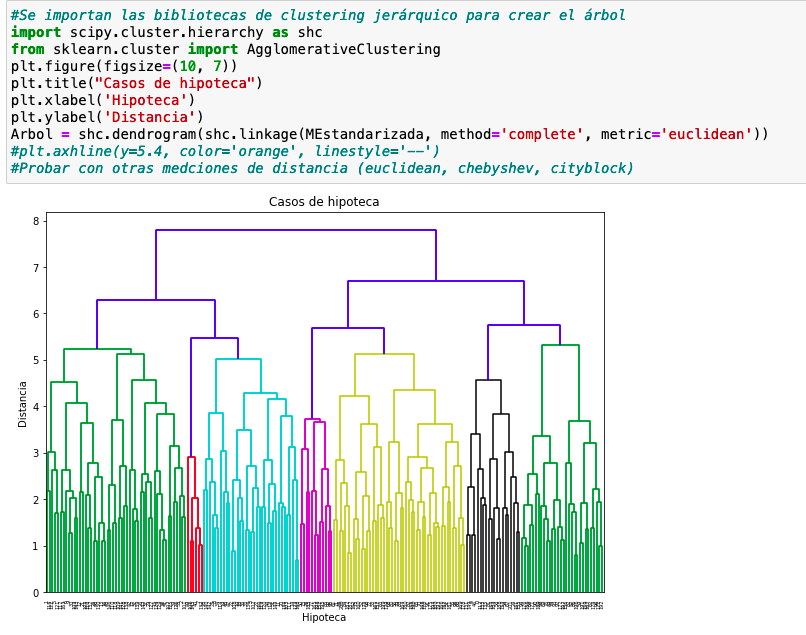 #Se importan las bibliotecas de clustering jerárquico para crear el árbol
import scipy.cluster.hierarchy as shc
from sklearn.cluster import AgglomerativeClustering
plt.figure(figsize=(10, 7))
plt.title("Casos de hipoteca")
plt.xlabel('Hipoteca')
plt.ylabel('Distancia')
Arbol = shc.dendrogram(shc.linkage(MEstandarizada, method='complete', metric='euclidean'))
#plt.axhline(y=5.4, color='orange', linestyle='--')
#Probar con otras medciones de distancia (euclidean, chebyshev, cityblock)
Casos de hipoteca
8
7
6
5
4
3
2
1
0
Distancia
Hipoteca